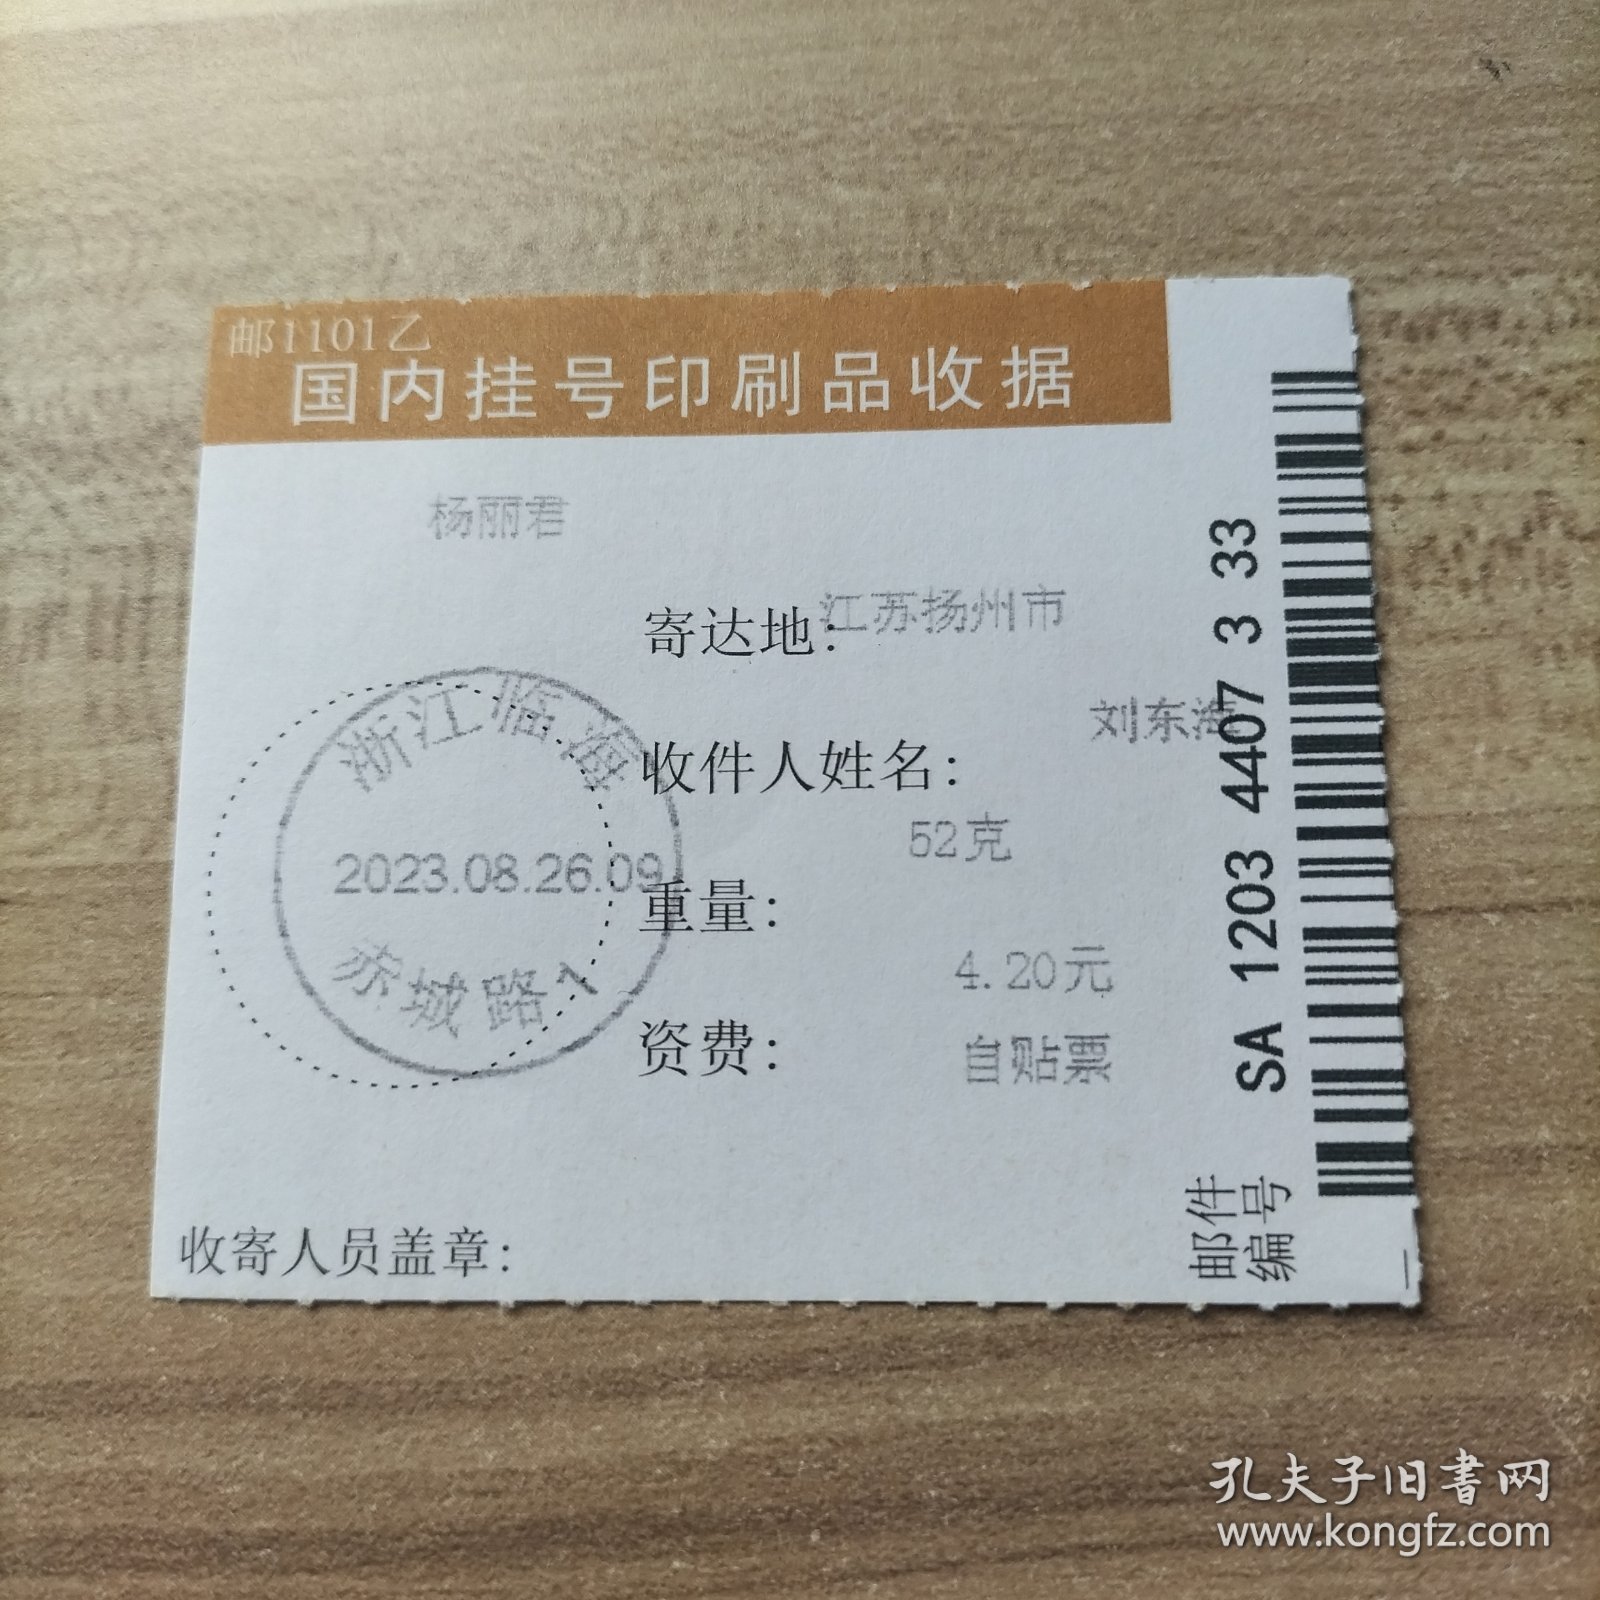 邮1101乙
国内挂号印刷品收据
杨丽君
寄达地：江苏扬州市
刘东海
收件人姓名：
52克
重量：
4.20元
资费：
自贴票
浙江临海
2023.08.26.09
赤城路1
收寄人员盖章：
邮件
编号
SA 1203 4407 3 33
孔夫子旧书网
www.kongfz.com